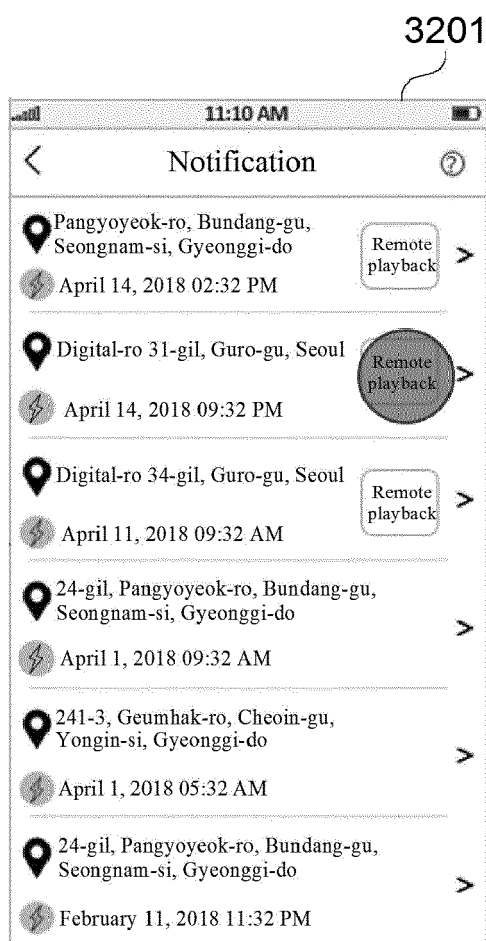 3201
11:10 AM
Notification
?
Pangyoyeok-ro, Bundang-gu,
Seongnam-si, Gyeonggi-do
Remote
playback
>
April 14, 2018 02:32 PM
Digital-ro 31-gil, Guro-gu, Seoul
Remote
playback
>
April 14, 2018 09:32 PM
Digital-ro 34-gil, Guro-gu, Seoul
Remote
playback
>
April 11, 2018 09:32 AM
24-gil, Pangyoyeok-ro, Bundang-gu,
Seongnam-si, Gyeonggi-do
>
April 1, 2018 09:32 AM
241-3, Geumhak-ro, Cheoin-gu,
Yongin-si, Gyeonggi-do
>
April 1, 2018 05:32 AM
24-gil, Pangyoyeok-ro, Bundang-gu,
Seongnam-si, Gyeonggi-do
>
February 11, 2018 11:32 PM